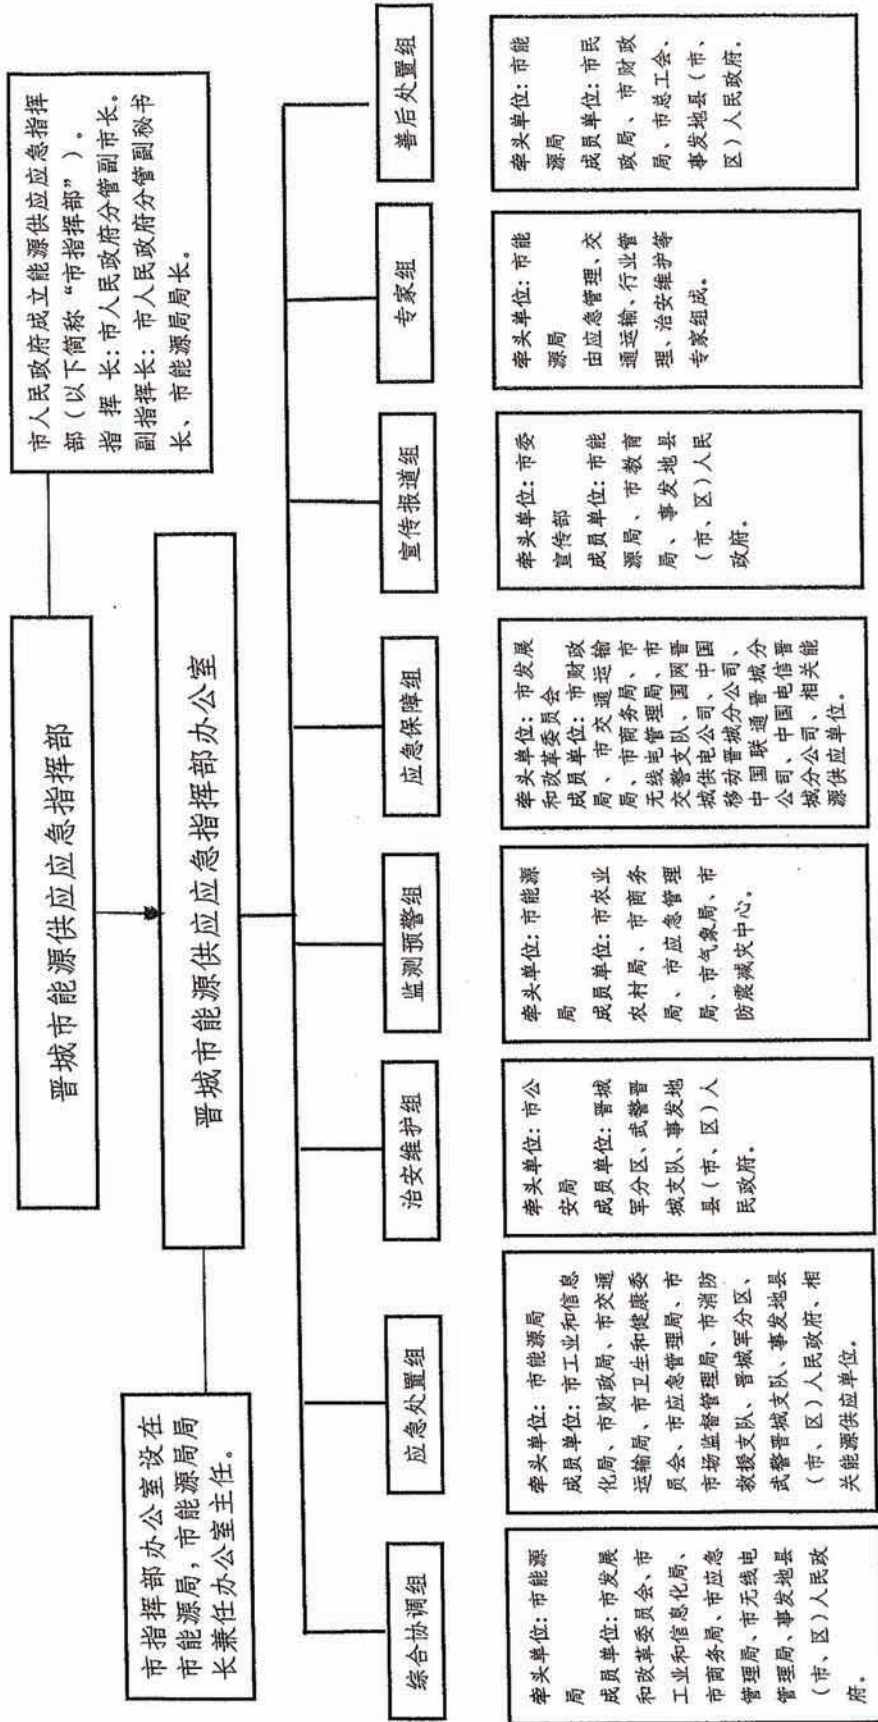 晋城市能源供应应急指挥部
市人民政府成立能源供应应急指挥
部（以下简称“市指挥部”）。
指 挥 长：市人民政府分管副市长。
副指挥长：市人民政府分管副秘书
长、市能源局局长。
晋城市能源供应应急指挥部办公室
市指挥部办公室设在
市能源局，市能源局局
长兼任办公室主任。
综合协调组
应急处置组
治安维护组
监测预警组
应急保障组
宣传报道组
专家组
善后处置组
牵头单位：市能源
局
成员单位：市发展
和改革委员会、市
工业和信息化局、
市商务局、市应急
管理局、市无线电
管理局、事发地县
（市、区）人民政
府。
牵头单位：市能源局
成员单位：市工业和信息
化局、市财政局、市交通
运输局、市卫生和健康委
员会、市应急管理局、市
市场监督管理局、市消防
救援支队、晋城军分区、
武警晋城支队、事发地县
（市、区）人民政府、相
关能源供应单位。
牵头单位：市公
安局
成员单位：晋城
军分区、武警晋
城支队、事发地
县（市、区）人
民政府。
牵头单位：市能源
局
成员单位：市农业
农村局、市商务
局、市应急管理
局、市气象局、市
防震减灾中心。
牵头单位：市发展
和改革委员会
成员单位：市财政
局、市交通运输
局、市商务局、市
无线电管理局、市
交警支队、国网晋
城供电公司、中国
移动晋城分公司、
中国联通晋城分
公司、中国电信晋
城分公司、相关能
源供应单位。
牵头单位：市委
宣传部
成员单位：市能
源局、市教育
局、事发地县
（市、区）人民
政府。
牵头单位：市能
源局
由应急管理、交
通运输、行业管
理、治安维护等
专家组成。
牵头单位：市能
源局
成员单位：市民
政局、市财政
局、市总工会、
事发地县（市、
区）人民政府。